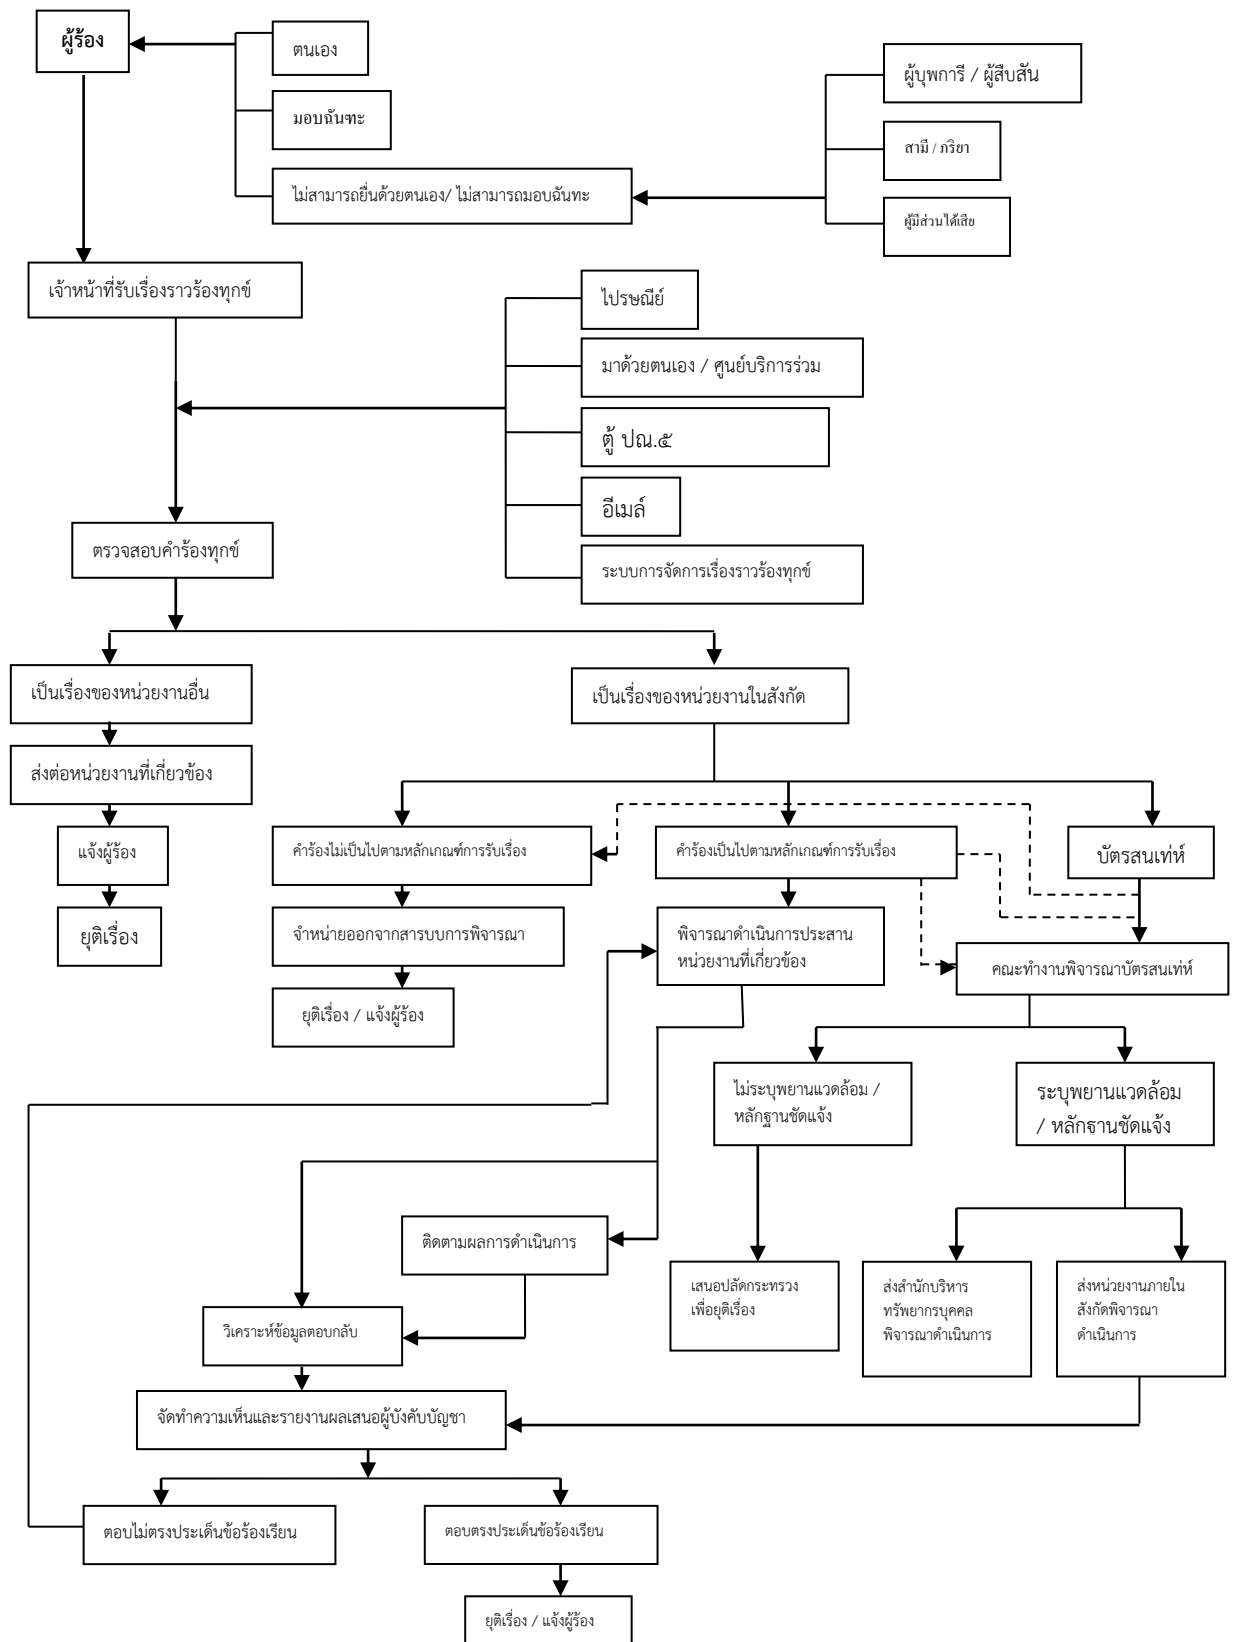 ผู้ร้อง
ตนเอง
มอบฉันฑะ
ไม่สามารถยื่นด้วยตนเอง/ ไม่สามารถมอบฉันทะ
ผู้บุพการี / ผู้สืบสัน
สามี / ภริยา
ผู้มีส่วนได้เสีย
เจ้าหน้าที่รับเรื่องราวร้องทุกข์
ไปรษณีย์
มาด้วยตนเอง / ศูนย์บริการร่วม
ตู้ ปณ.๕
อีเมล์
ระบบการจัดการเรื่องราวร้องทุกข์
ตรวจสอบคำร้องทุกข์
เป็นเรื่องของหน่วยงานอื่น
เป็นเรื่องของหน่วยงานในสังกัด
ส่งต่อหน่วยงานที่เกี่ยวข้อง
แจ้งผู้ร้อง
ยุติเรื่อง
คำร้องไม่เป็นไปตามหลักเกณฑ์การรับเรื่อง
คำร้องเป็นไปตามหลักเกณฑ์การรับเรื่อง
บัตรสนเท่ห์
จำหน่ายออกจากสารบบการพิจารณา
พิจารณาดำเนินการประสาน
หน่วยงานที่เกี่ยวข้อง
คณะทำงานพิจารณาบัตรสนเท่ห์
ยุติเรื่อง / แจ้งผู้ร้อง
ไม่ระบุพยานแวดล้อม /
หลักฐานชัดแจ้ง
ระบุพยานแวดล้อม
/ หลักฐานชัดแจ้ง
ติดตามผลการดำเนินการ
เสนอปลัดกระทรวง
เพื่อยุติเรื่อง
ส่งสำนักบริหาร
ทรัพยากรบุคคล
พิจารณาดำเนินการ
ส่งหน่วยงานภายใน
สังกัดพิจารณา
ดำเนินการ
วิเคราะห์ข้อมูลตอบกลับ
จัดทำความเห็นและรายงานผลเสนอผู้บังคับบัญชา
ตอบไม่ตรงประเด็นข้อร้องเรียน
ตอบตรงประเด็นข้อร้องเรียน
ยุติเรื่อง / แจ้งผู้ร้อง